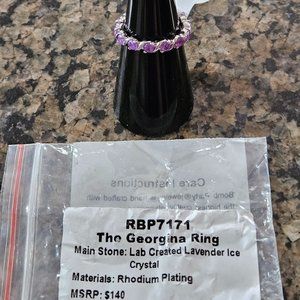 Care Instructions
RBP7171
The Georgina Ring
Main Stone: Lab Created Lavender Ice
Crystal
Materials: Rhodium Plating
MSRP: $140